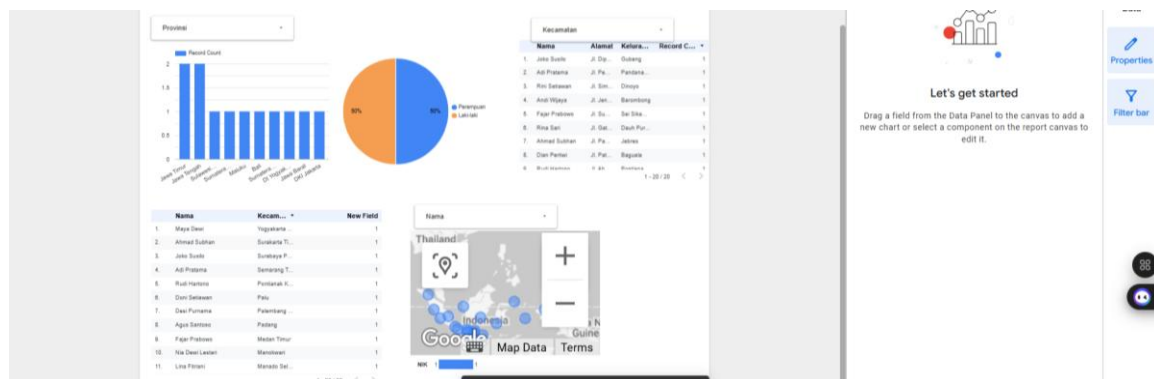 Provinsi
Record Count
2
1.5
1
0.5
0
Jawa Timur
Jawa Tengah
Sulawesi...
Sumatera...
Maluku
Bali
Sumatera...
DI Yogyak...
Jawa Barat
DKI Jakarta
50%
50%
Perempuan
Laki-laki
Kecamatan
Nama Alamat Kelura... Record C...
1. Joko Susilo Jl. Dip... Gubeng 1
2. Adi Pratama Jl. Pa... Pandana... 1
3. Rini Setiawan Jl. Sim... Dinoyo 1
4. Andi Wijaya Jl. Jen... Barombong 1
5. Fajar Prabowo Jl. Su... Sei Sika... 1
6. Rina Sari Jl. Gat... Dauh Pur... 1
7. Ahmad Subhan Jl. Pa... Jebres 1
8. Dian Pertiwi Jl. Pat... Baguala 1
Rudi Hartono 1
1 - 20 / 20
Nama Kecam... New Field
1. Maya Dewi Yogyakarta ... 1
2. Ahmad Subhan Surakarta Ti... 1
3. Joko Susilo Surabaya P... 1
4. Adi Pratama Semarang T... 1
5. Rudi Hartono Pontianak K... 1
6. Doni Setiawan Palu 1
7. Desi Purnama Palembang ... 1
8. Agus Santoso Padang 1
9. Fajar Prabowo Medan Timur 1
10. Nia Dewi Lestari Manokwari 1
11. Lina Fitriani Manado Sel... 1
Nama
Thailand
Indonesia
Guine
Google
Map Data Terms
NIK 1 1
Let's get started
Drag a field from the Data Panel to the canvas to add a
new chart or select a component on the report canvas to
edit it.
Properties
Filter bar